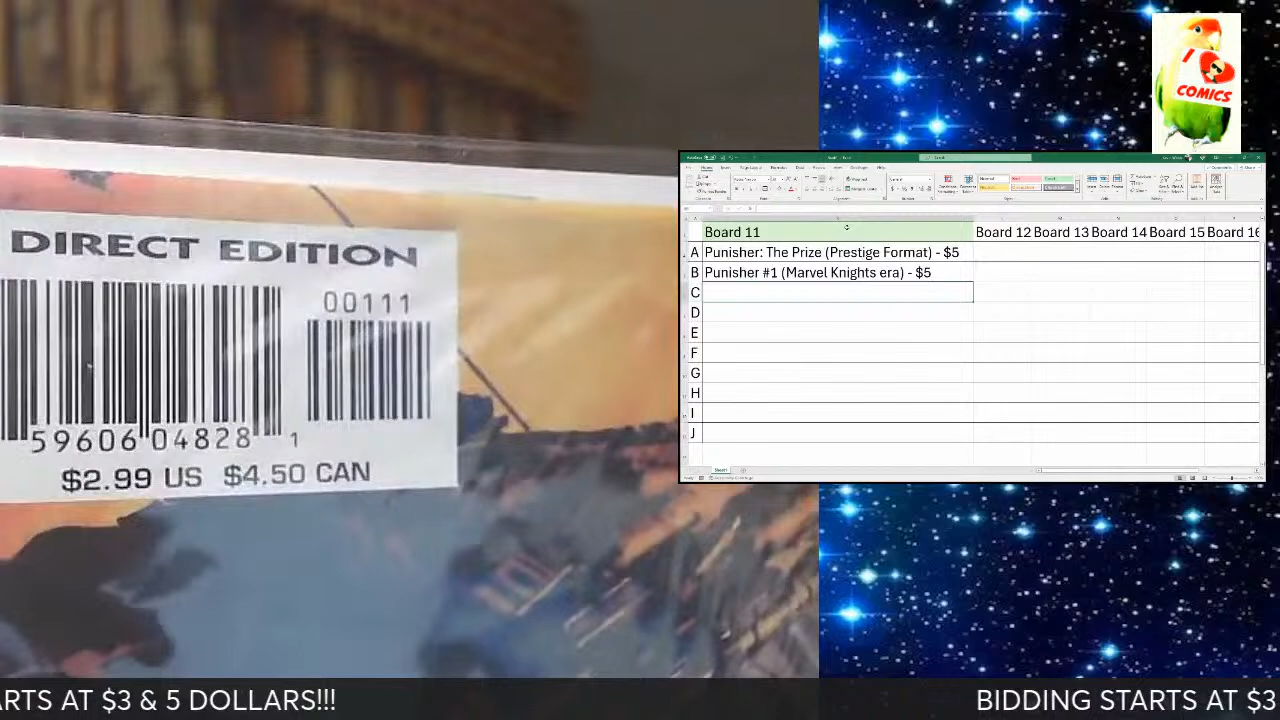 DIRECT EDITION
00111
59606 04828 1
$2.99 US $4.50 CAN
I
COMICS
Board 11
Board 12
Board 13
Board 14
Board 15
Board 16
A Punisher: The Prize (Prestige Format) - $5
B Punisher #1 (Marvel Knights era) - $5
C
D
E
F
G
H
I
J
ARTS AT $3 & 5 DOLLARS!!!
BIDDING STARTS AT $3